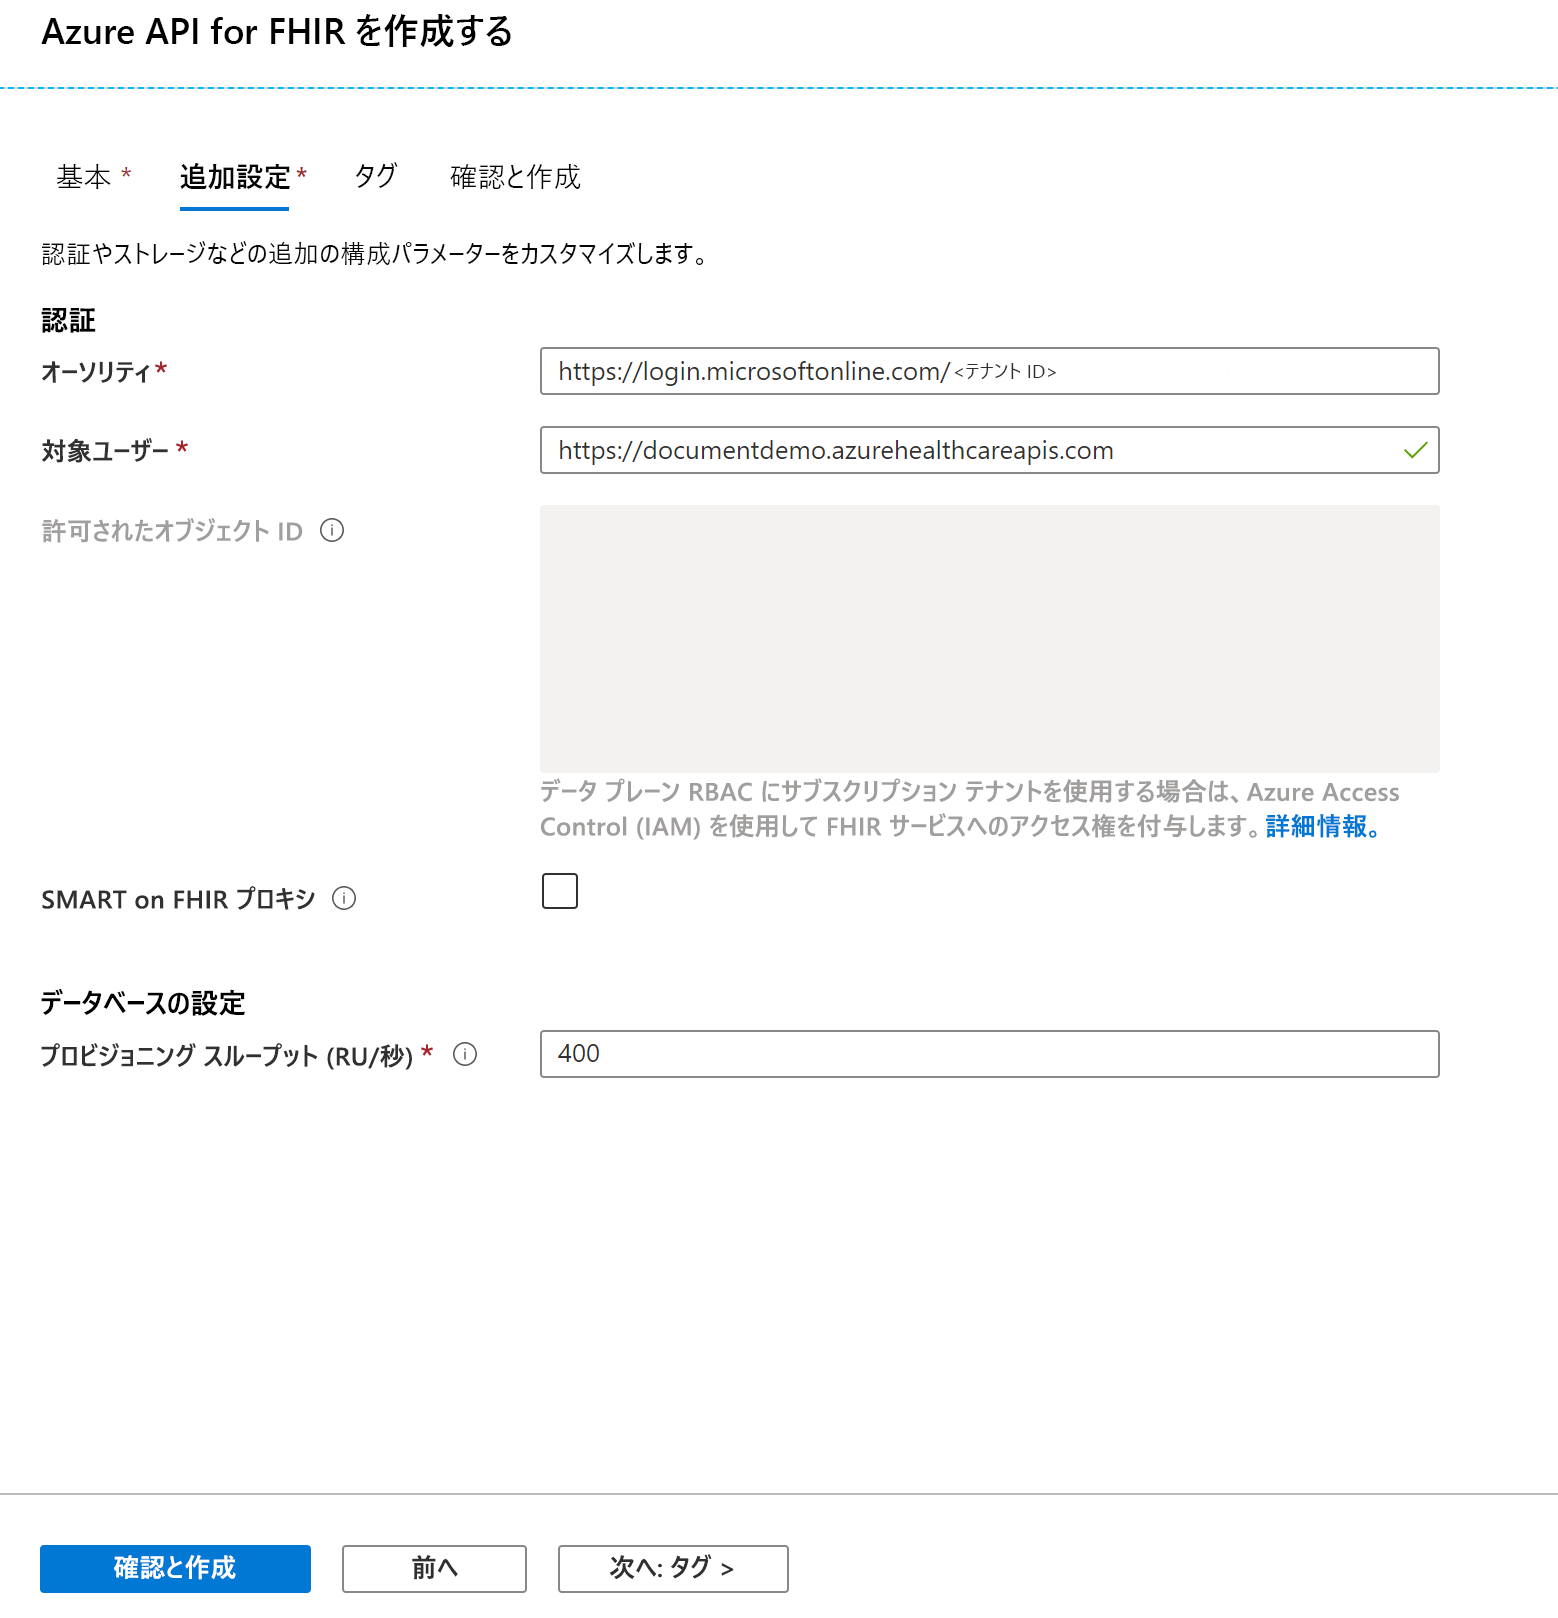 Azure API for FHIR を作成する
基本 * 追加設定 * タグ 確認と作成
認証やストレージなどの追加の構成パラメーターをカスタマイズします。
認証
オーソリティ* https://login.microsoftonline.com/<テナント ID>
対象ユーザー * https://documentdemo.azurehealthcareapis.com
許可されたオブジェクト ID
データ プレーン RBAC にサブスクリプション テナントを使用する場合は、Azure Access
Control (IAM) を使用して FHIR サービスへのアクセス権を付与します。詳細情報。
SMART on FHIR プロキシ
データベースの設定
プロビジョニング スループット (RU/秒) * 400
確認と作成 前へ 次へ: タグ >